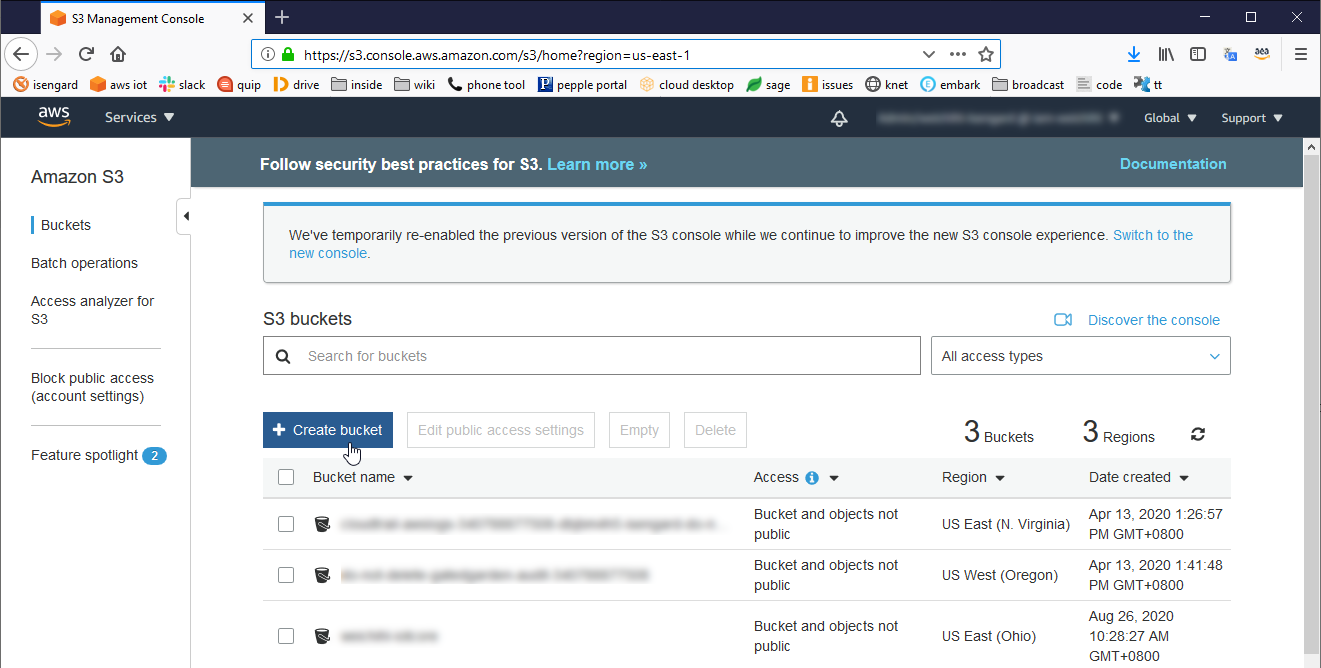 S3 Management Console
https://s3.console.aws.amazon.com/s3/home?region=us-east-1
isengard aws iot slack quip drive inside wiki phone tool pepple portal cloud desktop sage issues knet embark broadcast code tt
aws Services Global Support
Follow security best practices for S3. Learn more » Documentation
Amazon S3
Buckets
Batch operations
Access analyzer for
S3
Block public access
(account settings)
Feature spotlight 2
We've temporarily re-enabled the previous version of the S3 console while we continue to improve the new S3 console experience. Switch to the
new console.
S3 buckets Discover the console
Search for buckets All access types
Create bucket Edit public access settings Empty Delete 3 Buckets 3 Regions
Bucket name Access Region Date created
Bucket and objects not
public
US East (N. Virginia)
Apr 13, 2020 1:26:57
PM GMT+0800
Bucket and objects not
public
US West (Oregon)
Apr 13, 2020 1:41:48
PM GMT+0800
Bucket and objects not
public
US East (Ohio)
Aug 26, 2020
10:28:27 AM
GMT+0800